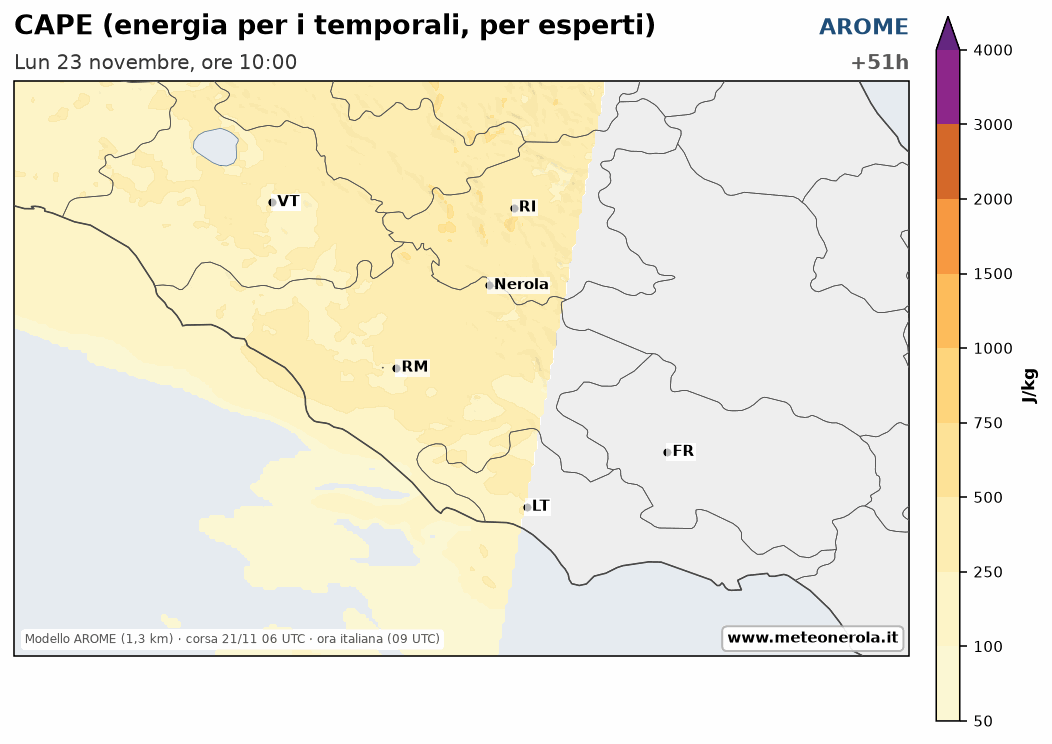 CAPE (energia per i temporali, per esperti)
AROME
Lun 23 novembre, ore 10:00
+51h
VT
RI
Nerola
RM
FR
LT
Modello AROME (1,3 km) · corsa 21/11 06 UTC · ora italiana (09 UTC)
www.meteonerola.it
4000
3000
2000
1500
1000
750
500
250
100
50
J/kg